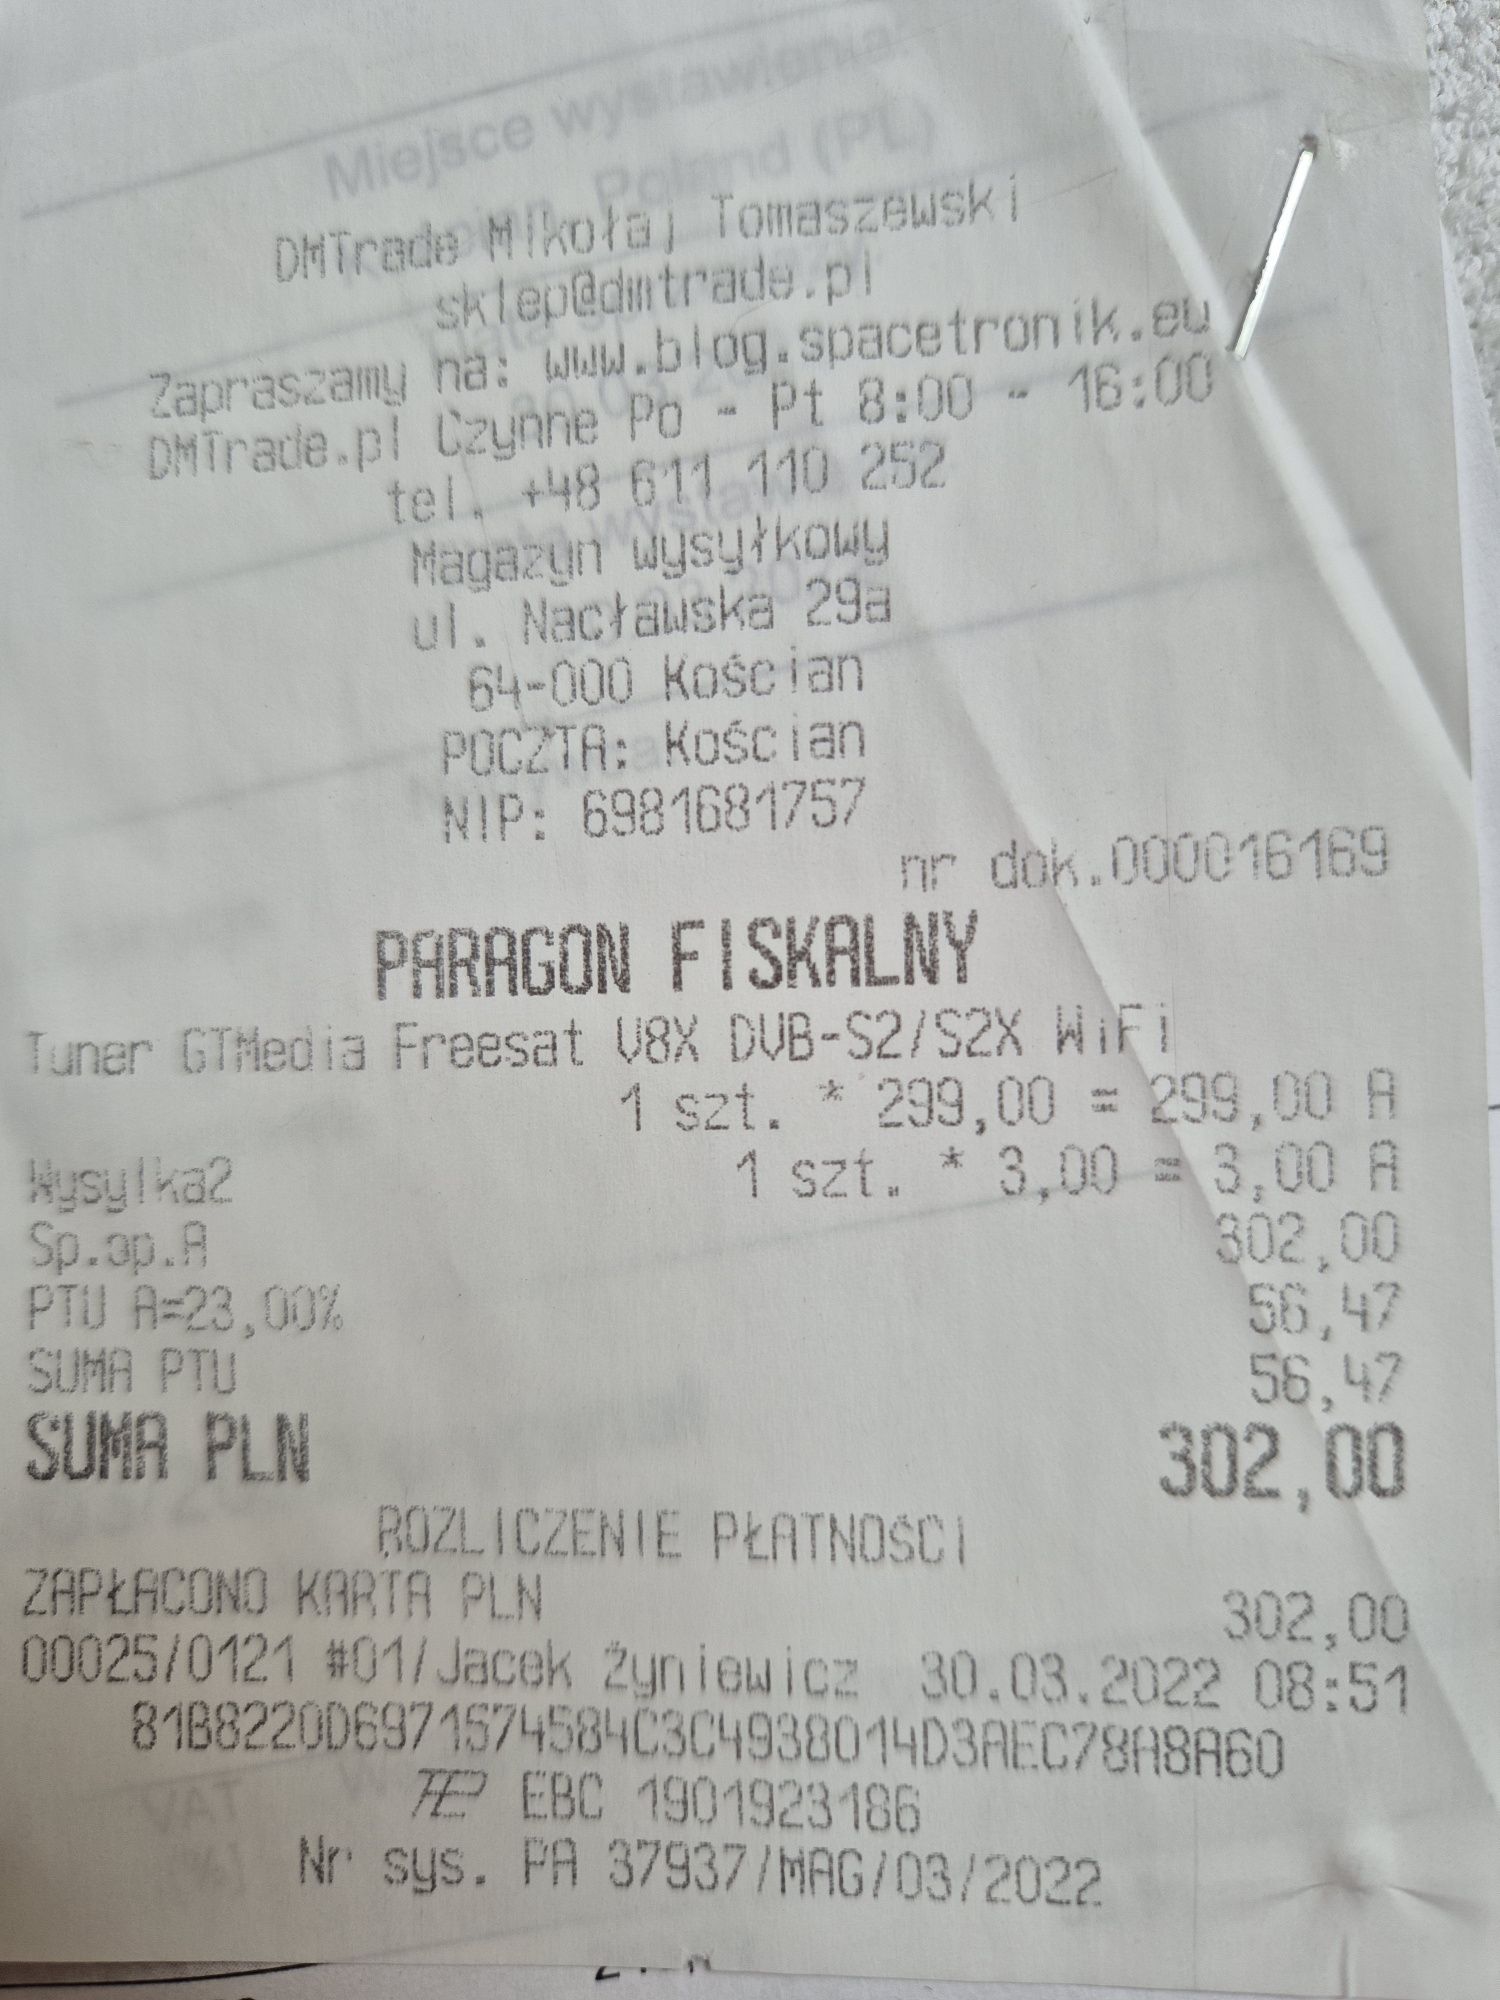 Miejsce wystawienia:
Poland (PL)
DMTrade Mikołaj Tomaszewski
sklep@dmtrade.pl
Zapraszamy na: www.blog.spacetronik.eu
DMTrade.pl Czynne Po - Pt 8:00 - 16:00
tel. +48 611 110 252
Magazyn wysyłkowy
ul. Nacławska 29a
64-000 Kościan
POCZTA: Kościan
NIP: 6981681757
nr dok.000016169
PARAGON FISKALNY
Tuner GTMedia Freesat V8X DVB-S2/S2X WiFi
1 szt. * 299,00 = 299,00 A
Wysylka2 1 szt. * 3,00 = 3,00 A
Sp.op.A 302,00
PTU A=23,00% 56,47
SUMA PTU 56,47
SUMA PLN 302,00
ROZLICZENIE PŁATNOŚCI
ZAPŁACONO KARTA PLN 302,00
00025/0121 #01/Jacek Żyniewicz 30.03.2022 08:51
81B8220D6971574584C3C4938014D3AEC78A8A60
EBC 1901923186
Nr sys. PA 37937/MAG/03/2022
VAT